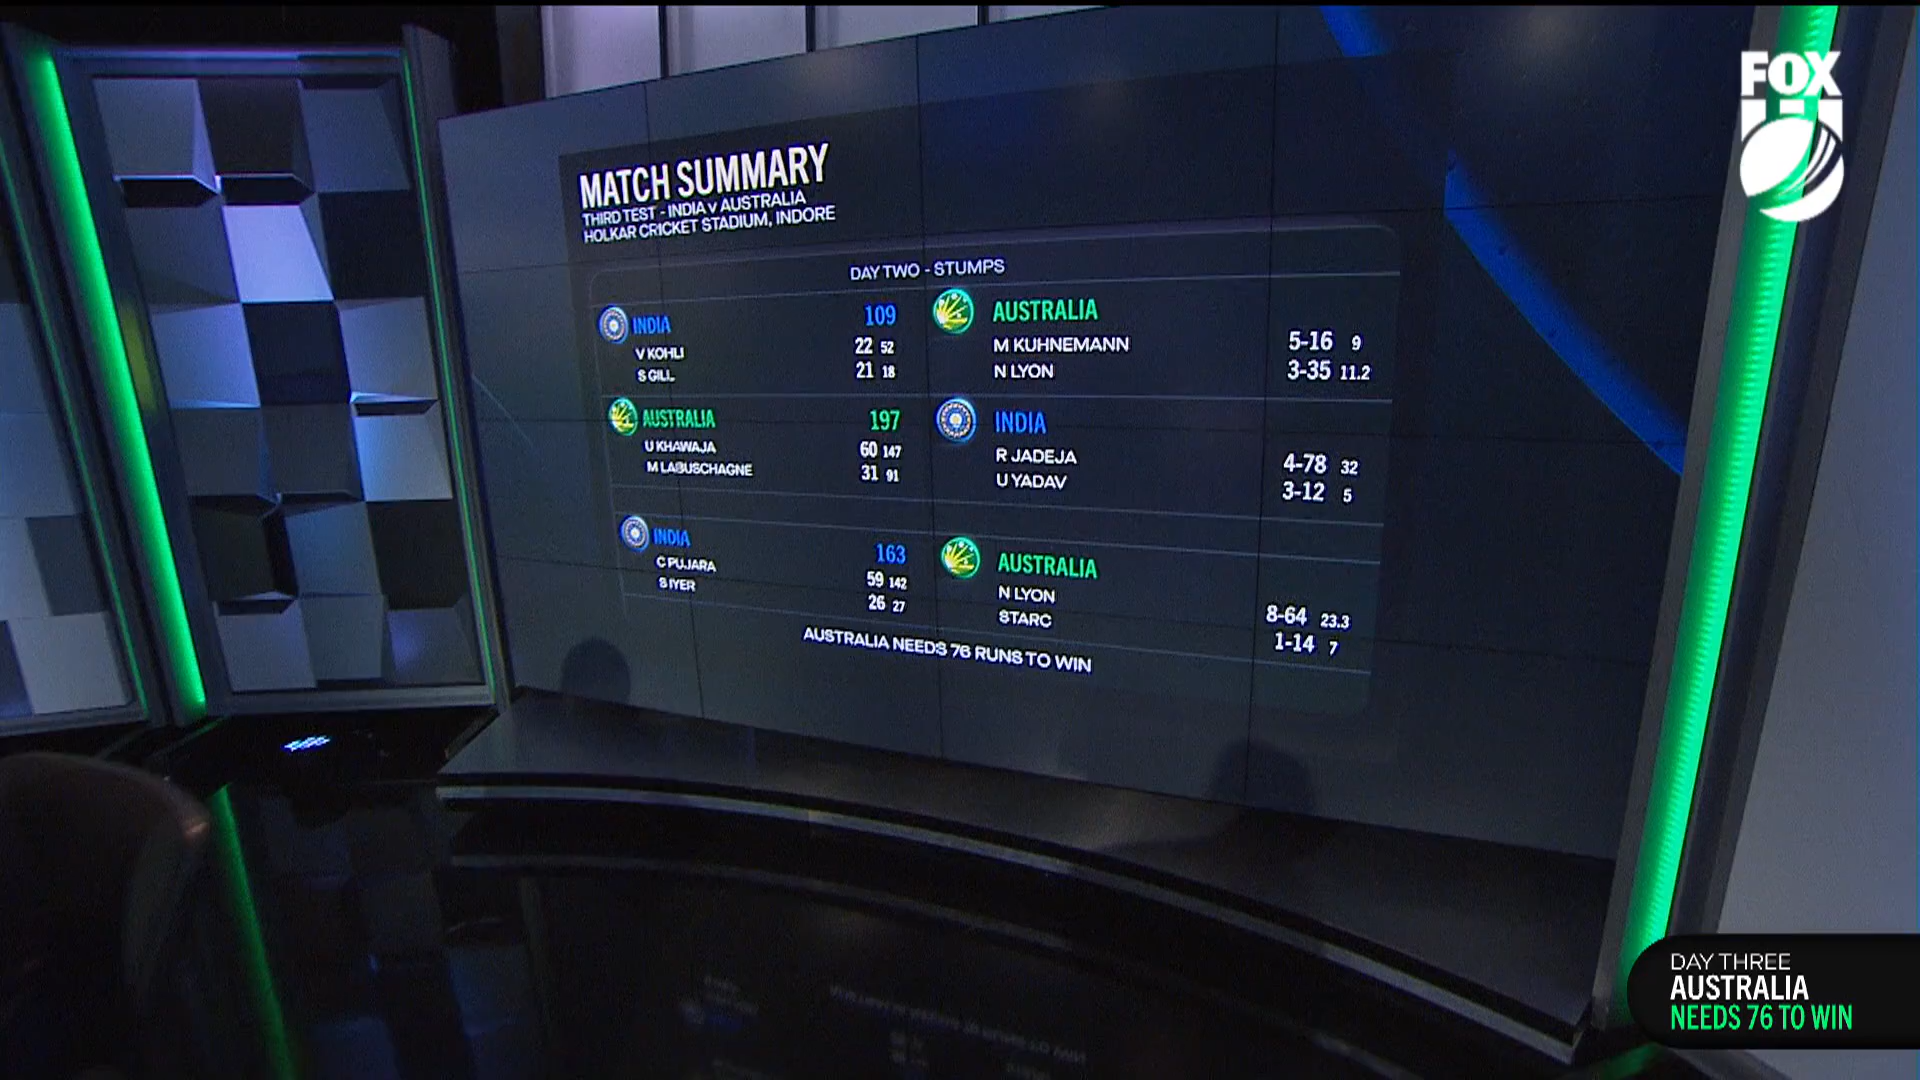 FOX
MATCH SUMMARY
THIRD TEST - INDIA v AUSTRALIA
HOLKAR CRICKET STADIUM, INDORE
DAY TWO - STUMPS
INDIA 109
V KOHLI 22 52
S GILL 21 18
AUSTRALIA
M KUHNEMANN 5-16 9
N LYON 3-35 11.2
AUSTRALIA 197
U KHAWAJA 60 147
M LABUSCHAGNE 31 91
INDIA
R JADEJA 4-78 32
U YADAV 3-12 5
INDIA 163
C PUJARA 59 142
S IYER 26 27
AUSTRALIA
N LYON 8-64 23.3
STARC 1-14 7
AUSTRALIA NEEDS 76 RUNS TO WIN
DAY THREE
AUSTRALIA
NEEDS 76 TO WIN